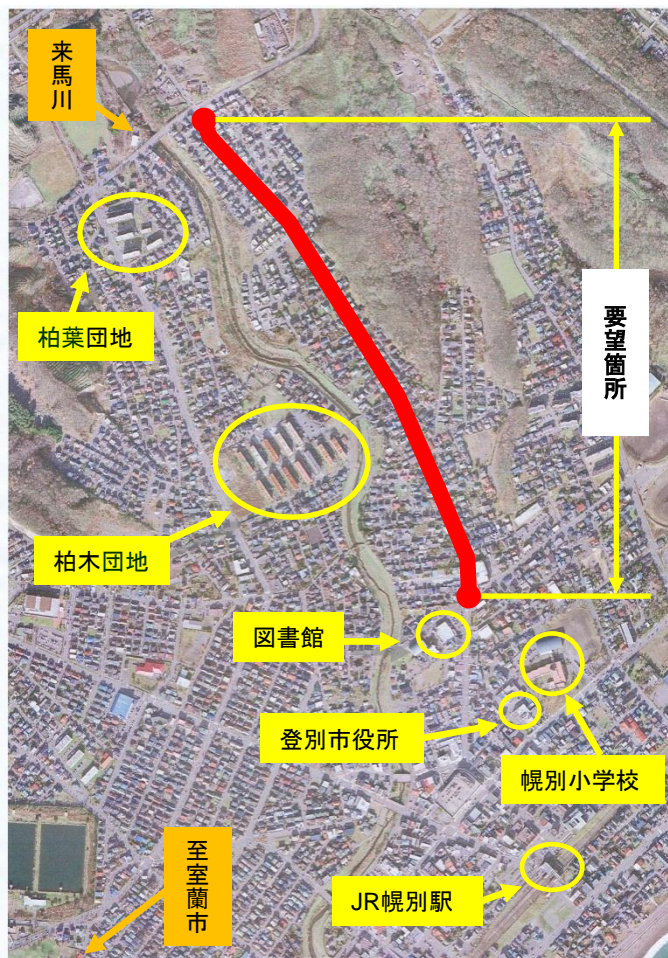 来馬川
柏葉団地
要望箇所
柏木団地
図書館
登別市役所
幌別小学校
至室蘭市
JR幌別駅